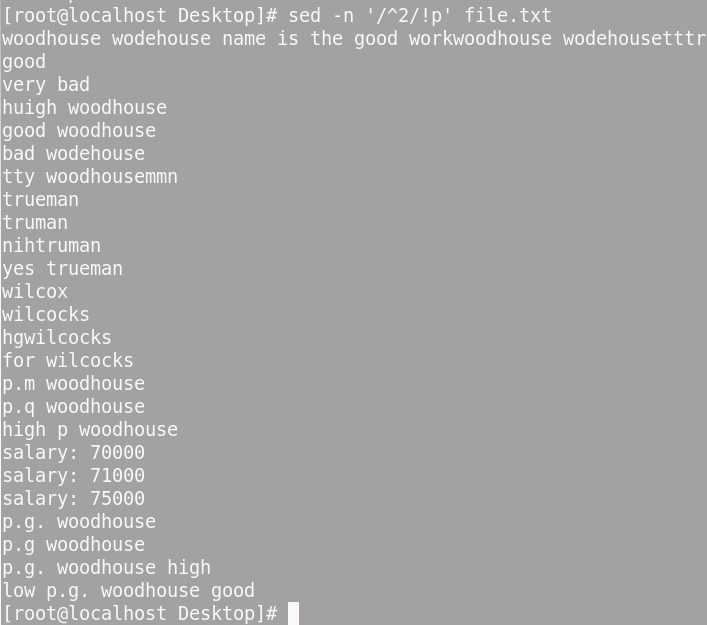 [root@localhost Desktop]# sed -n '/^2/!p' file.txt
woodhouse wodehouse name is the good workwoodhouse wodehousetttr
good
very bad
huigh woodhouse
good woodhouse
bad wodehouse
tty woodhousemmn
trueman
truman
nihtruman
yes trueman
wilcox
wilcocks
hgwilcocks
for wilcocks
p.m woodhouse
p.q woodhouse
high p woodhouse
salary: 70000
salary: 71000
salary: 75000
p.g. woodhouse
p.g woodhouse
p.g. woodhouse high
low p.g. woodhouse good
[root@localhost Desktop]#